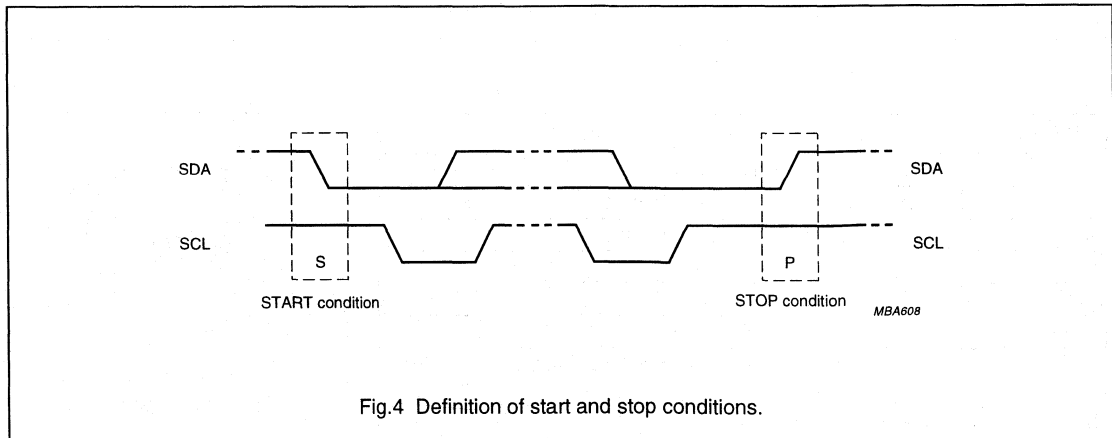 SDA SDA
SCL SCL
S P
START condition STOP condition
MBA608
Fig.4 Definition of start and stop conditions.